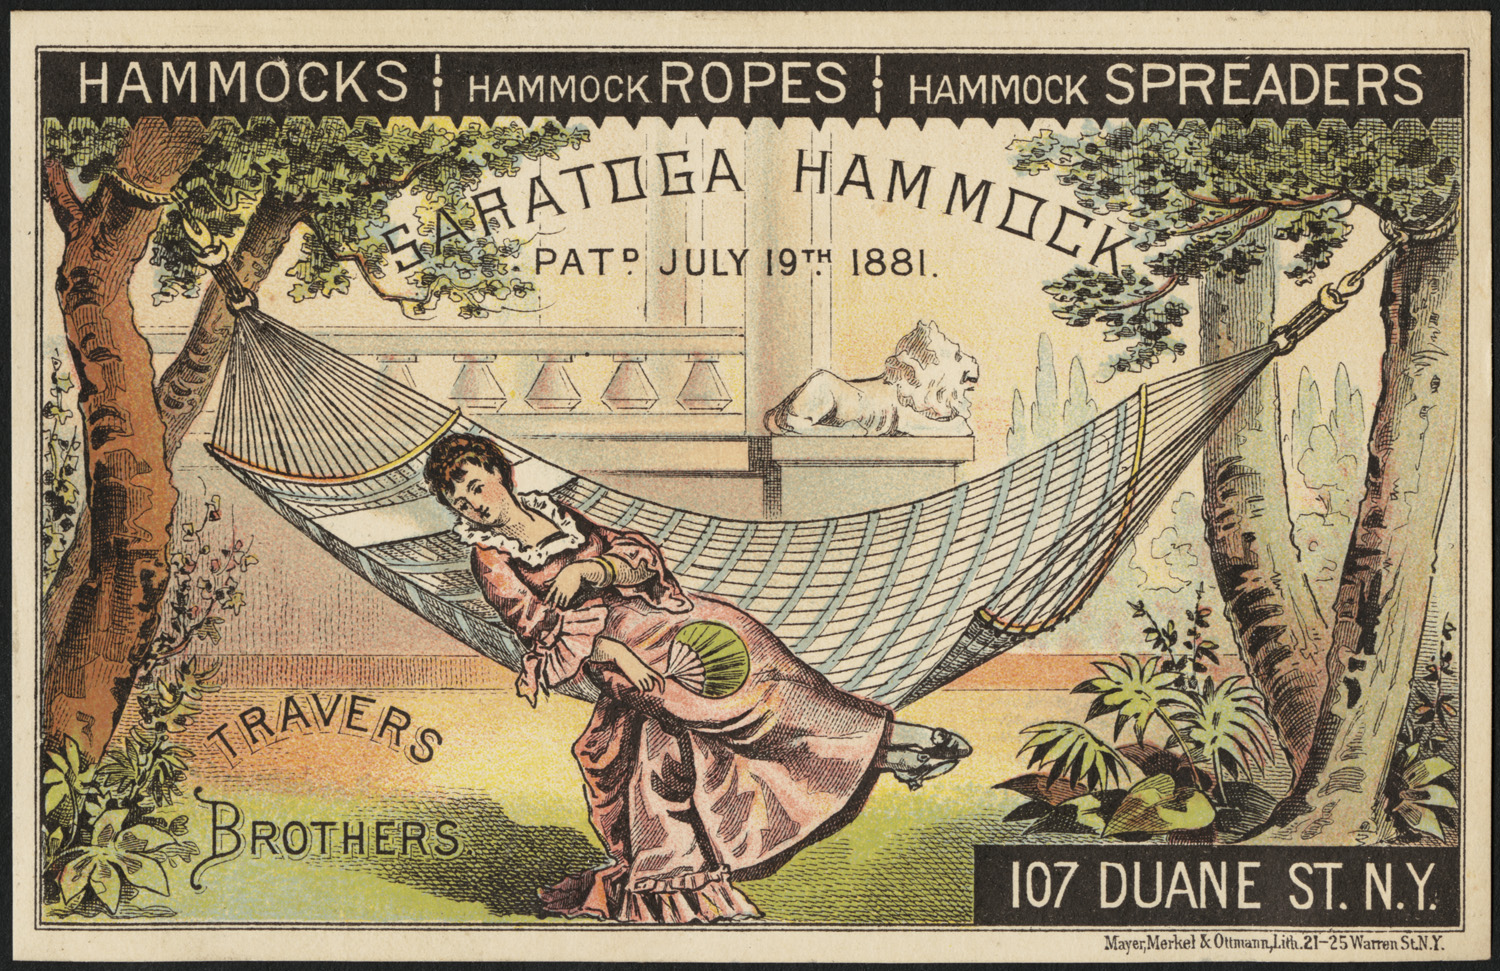 HAMMOCKS : HAMMOCK ROPES : HAMMOCK SPREADERS
SARATOGA HAMMOCK
PATD. JULY 19TH. 1881.
TRAVERS
BROTHERS
107 DUANE ST. N.Y.
Mayer, Merkel & Ottmann, Lith. 21-25 Warren St. N.Y.